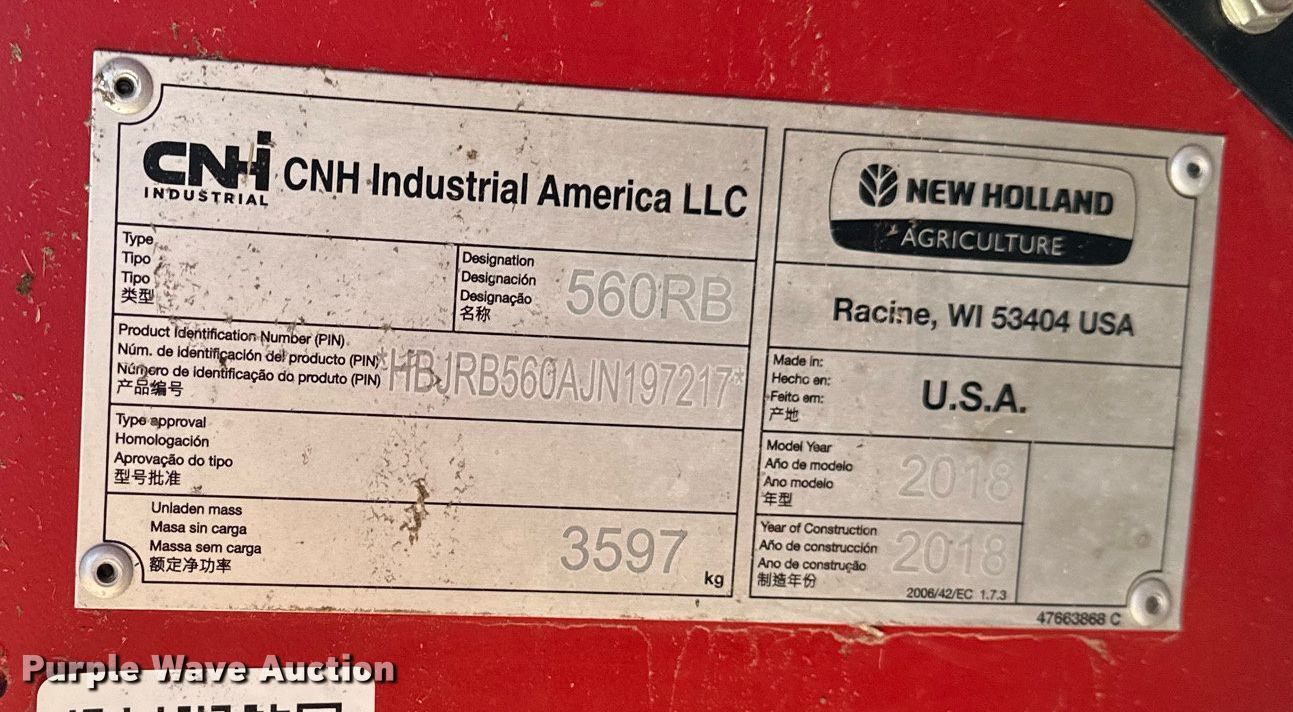 CNH INDUSTRIAL
CNH Industrial America LLC
Type
Tipo
Tipo
类型
Designation
Designación
Designação
名称
560RB
Product Identification Number (PIN)
Núm. de identificación del producto (PIN)
Número de identificação do produto (PIN)
产品编号
*HBJRB560AJN197217*
Type approval
Homologación
Aprovação do tipo
型号批准
Unladen mass
Masa sin carga
Massa sem carga
额定净功率
3597
kg
NEW HOLLAND
AGRICULTURE
Racine, WI 53404 USA
Made in:
Hecho en:
Feito em:
产地
U.S.A.
Model Year
Año de modelo
Ano modelo
年型
2018
Year of Construction
Año de construcción
Ano de construção
制造年份
2018
2006/42/EC 1.7.3
47663868 C
Purple Wave Auction